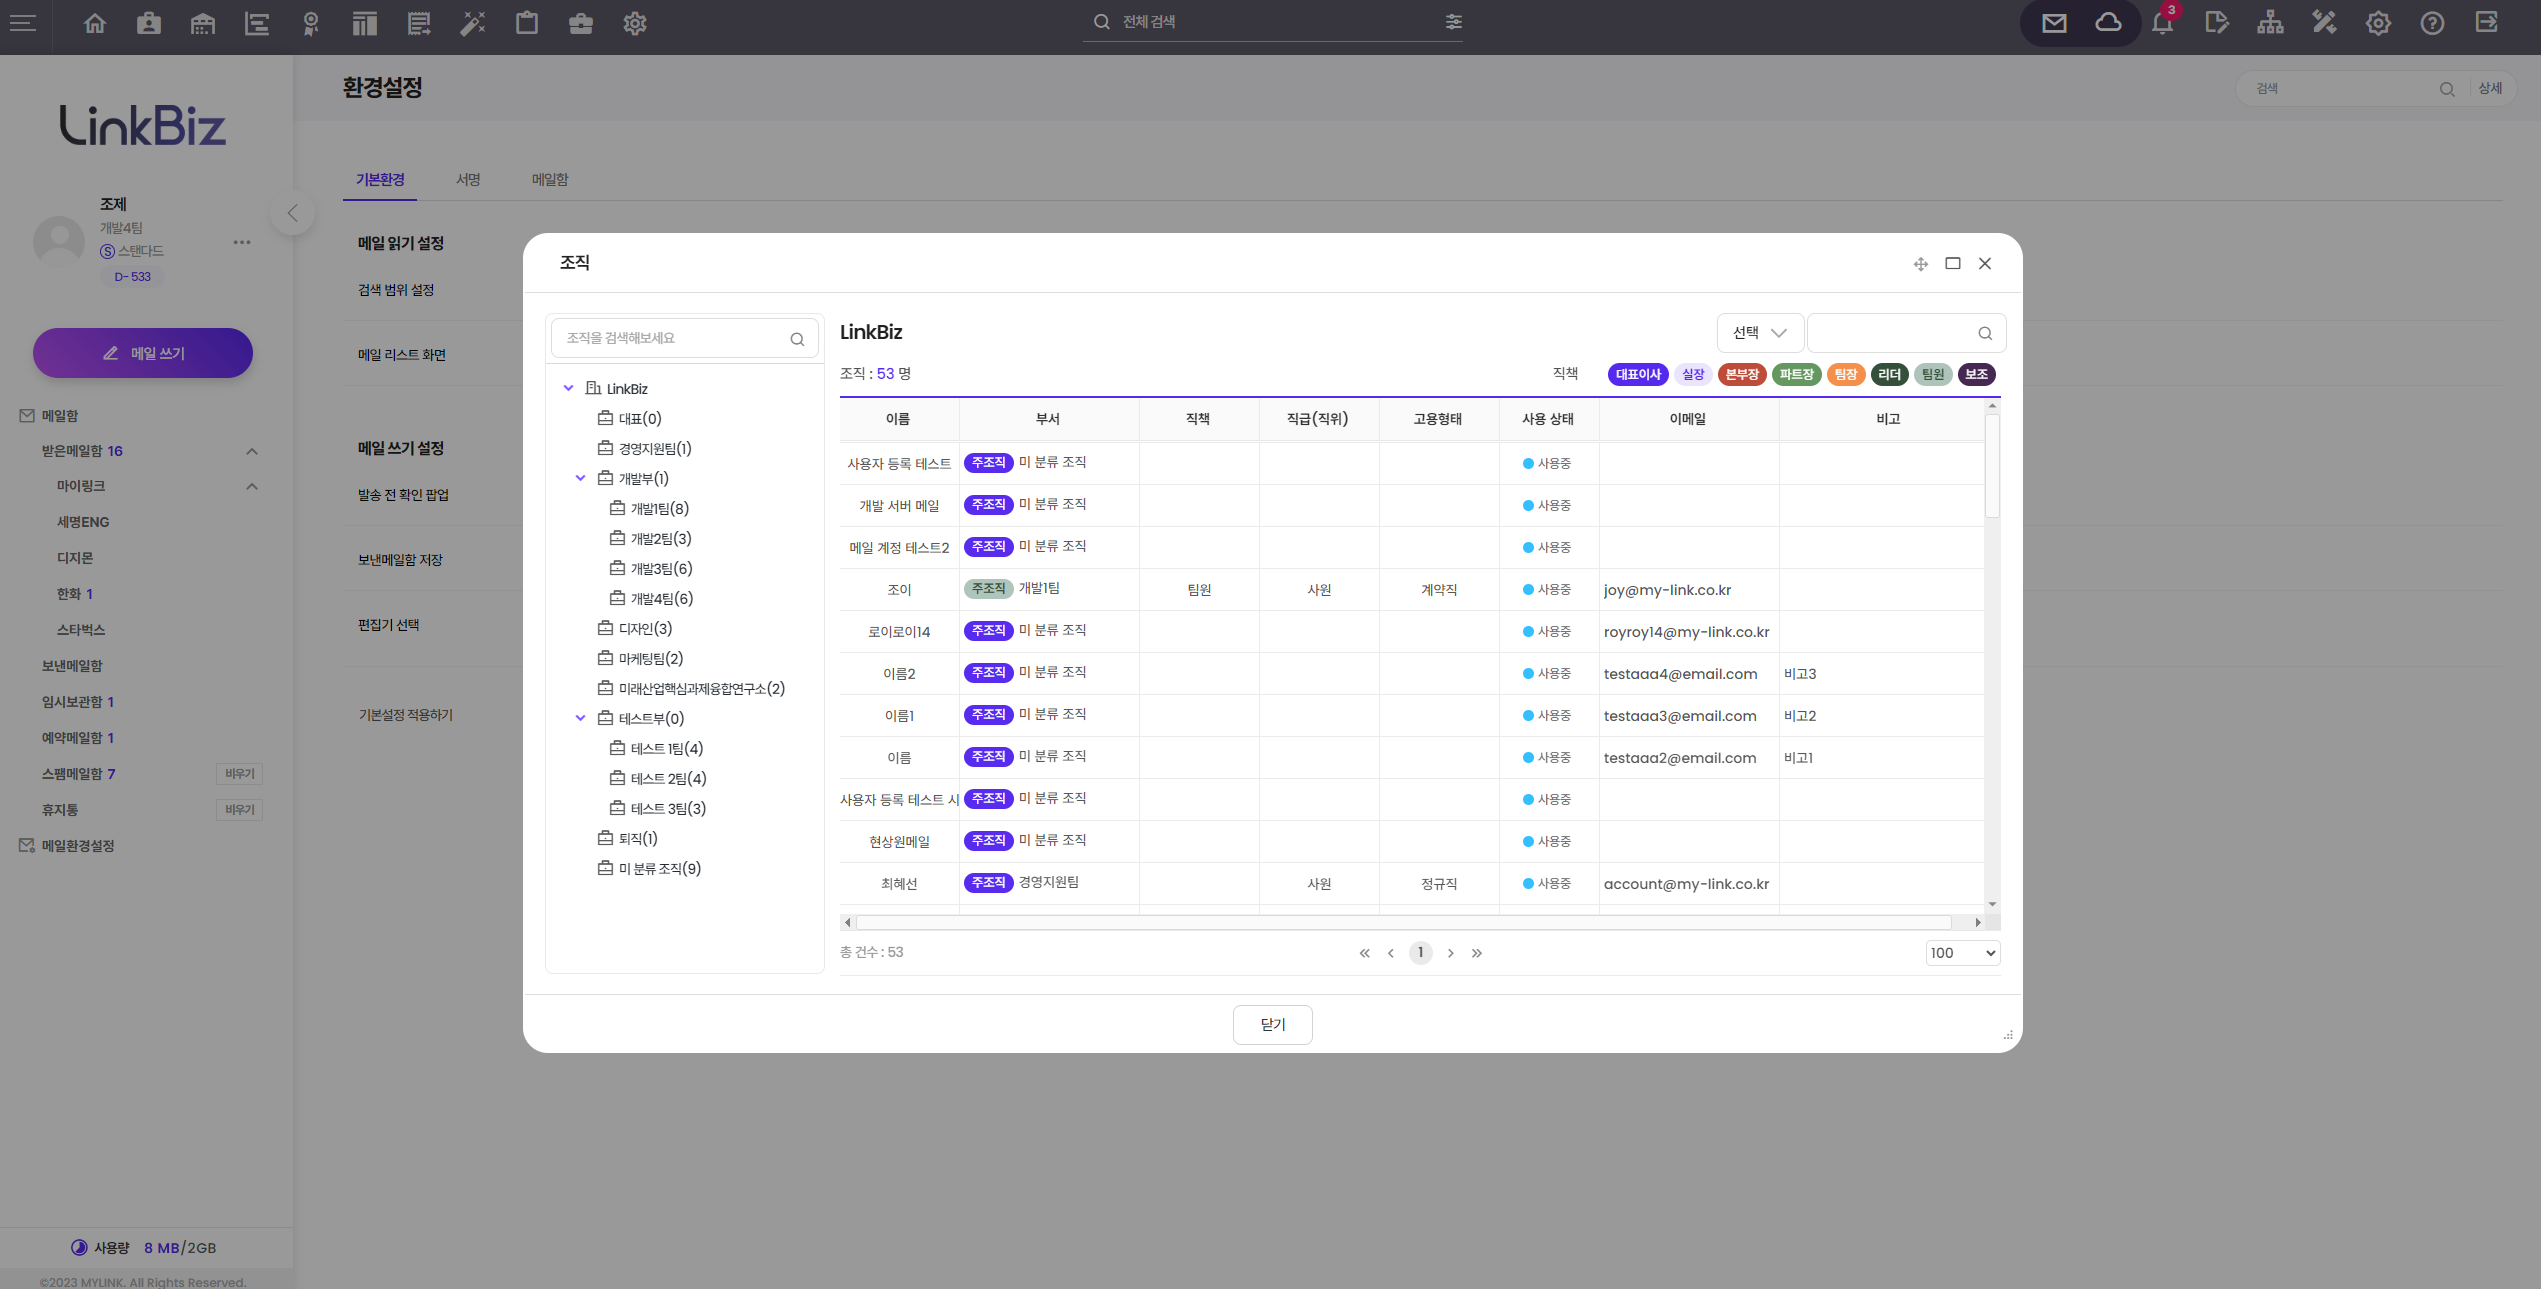 전체 검색
3
LinkBiz
조제
개발4팀
Ⓢ 스탠다드
D- 533
메일 쓰기
메일함
받은메일함 16
마이링크
세명ENG
디지몬
한화 1
스타벅스
보낸메일함
임시보관함 1
예약메일함 1
스팸메일함 7 비우기
휴지통 비우기
메일환경설정
사용량 8 MB/2GB
©2023 MYLINK. All Rights Reserved.
환경설정
검색 상세
기본환경 서명 메일함
메일 읽기 설정
검색 범위 설정
메일 리스트 화면
메일 쓰기 설정
발송 전 확인 팝업
보낸메일함 저장
편집기 선택
기본설정 적용하기
조직
조직을 검색해보세요
LinkBiz
대표(0)
경영지원팀(1)
개발부(1)
개발1팀(8)
개발2팀(3)
개발3팀(6)
개발4팀(6)
디자인(3)
마케팅팀(2)
미래산업핵심과제융합연구소(2)
테스트부(0)
테스트 1팀(4)
테스트 2팀(4)
테스트 3팀(3)
퇴직(1)
미 분류 조직(9)
LinkBiz
선택
조직 : 53 명
직책 대표이사 실장 본부장 파트장 팀장 리더 팀원 보조
이름 부서 직책 직급(직위) 고용형태 사용 상태 이메일 비고
사용자 등록 테스트 주조직 미 분류 조직 사용중
개발 서버 메일 주조직 미 분류 조직 사용중
메일 계정 테스트2 주조직 미 분류 조직 사용중
조이 주조직 개발1팀 팀원 사원 계약직 사용중 joy@my-link.co.kr
로이로이14 주조직 미 분류 조직 사용중 royroy14@my-link.co.kr
이름2 주조직 미 분류 조직 사용중 testaaa4@email.com 비고3
이름1 주조직 미 분류 조직 사용중 testaaa3@email.com 비고2
이름 주조직 미 분류 조직 사용중 testaaa2@email.com 비고1
사용자 등록 테스트 시 주조직 미 분류 조직 사용중
현상원메일 주조직 미 분류 조직 사용중
최혜선 주조직 경영지원팀 사원 정규직 사용중 account@my-link.co.kr
총 건수 : 53
1
100
닫기